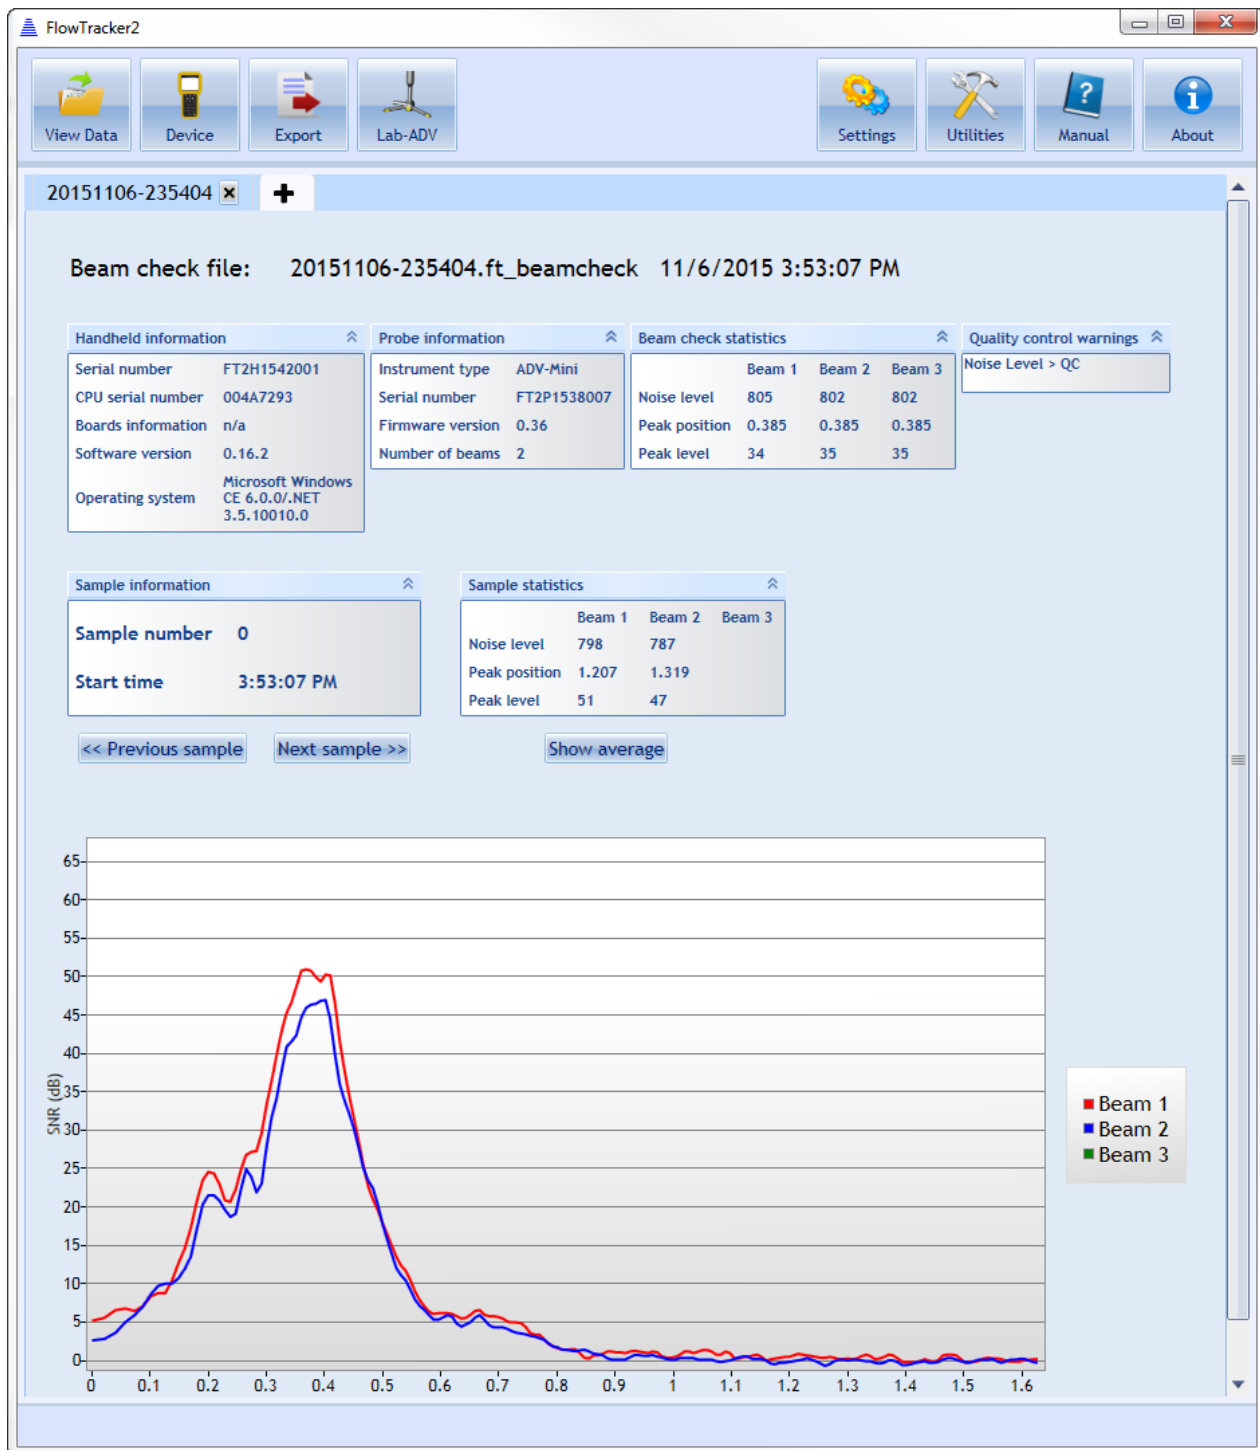 FlowTracker2
View Data Device Export Lab-ADV Settings Utilities Manual About
20151106-235404
Beam check file: 20151106-235404.ft_beamcheck 11/6/2015 3:53:07 PM
Handheld information
Serial number FT2H1542001
CPU serial number 004A7293
Boards information n/a
Software version 0.16.2
Operating system Microsoft Windows
CE 6.0.0/.NET
3.5.10010.0
Probe information
Instrument type ADV-Mini
Serial number FT2P1538007
Firmware version 0.36
Number of beams 2
Beam check statistics
Beam 1 Beam 2 Beam 3
Noise level 805 802 802
Peak position 0.385 0.385 0.385
Peak level 34 35 35
Quality control warnings
Noise Level > QC
Sample information
Sample number 0
Start time 3:53:07 PM
Sample statistics
Beam 1 Beam 2 Beam 3
Noise level 798 787
Peak position 1.207 1.319
Peak level 51 47
<< Previous sample Next sample >> Show average
65
60
55
50
45
40
35
30
25
20
15
10
5
0
SNR (dB)
0 0.1 0.2 0.3 0.4 0.5 0.6 0.7 0.8 0.9 1 1.1 1.2 1.3 1.4 1.5 1.6
Beam 1
Beam 2
Beam 3